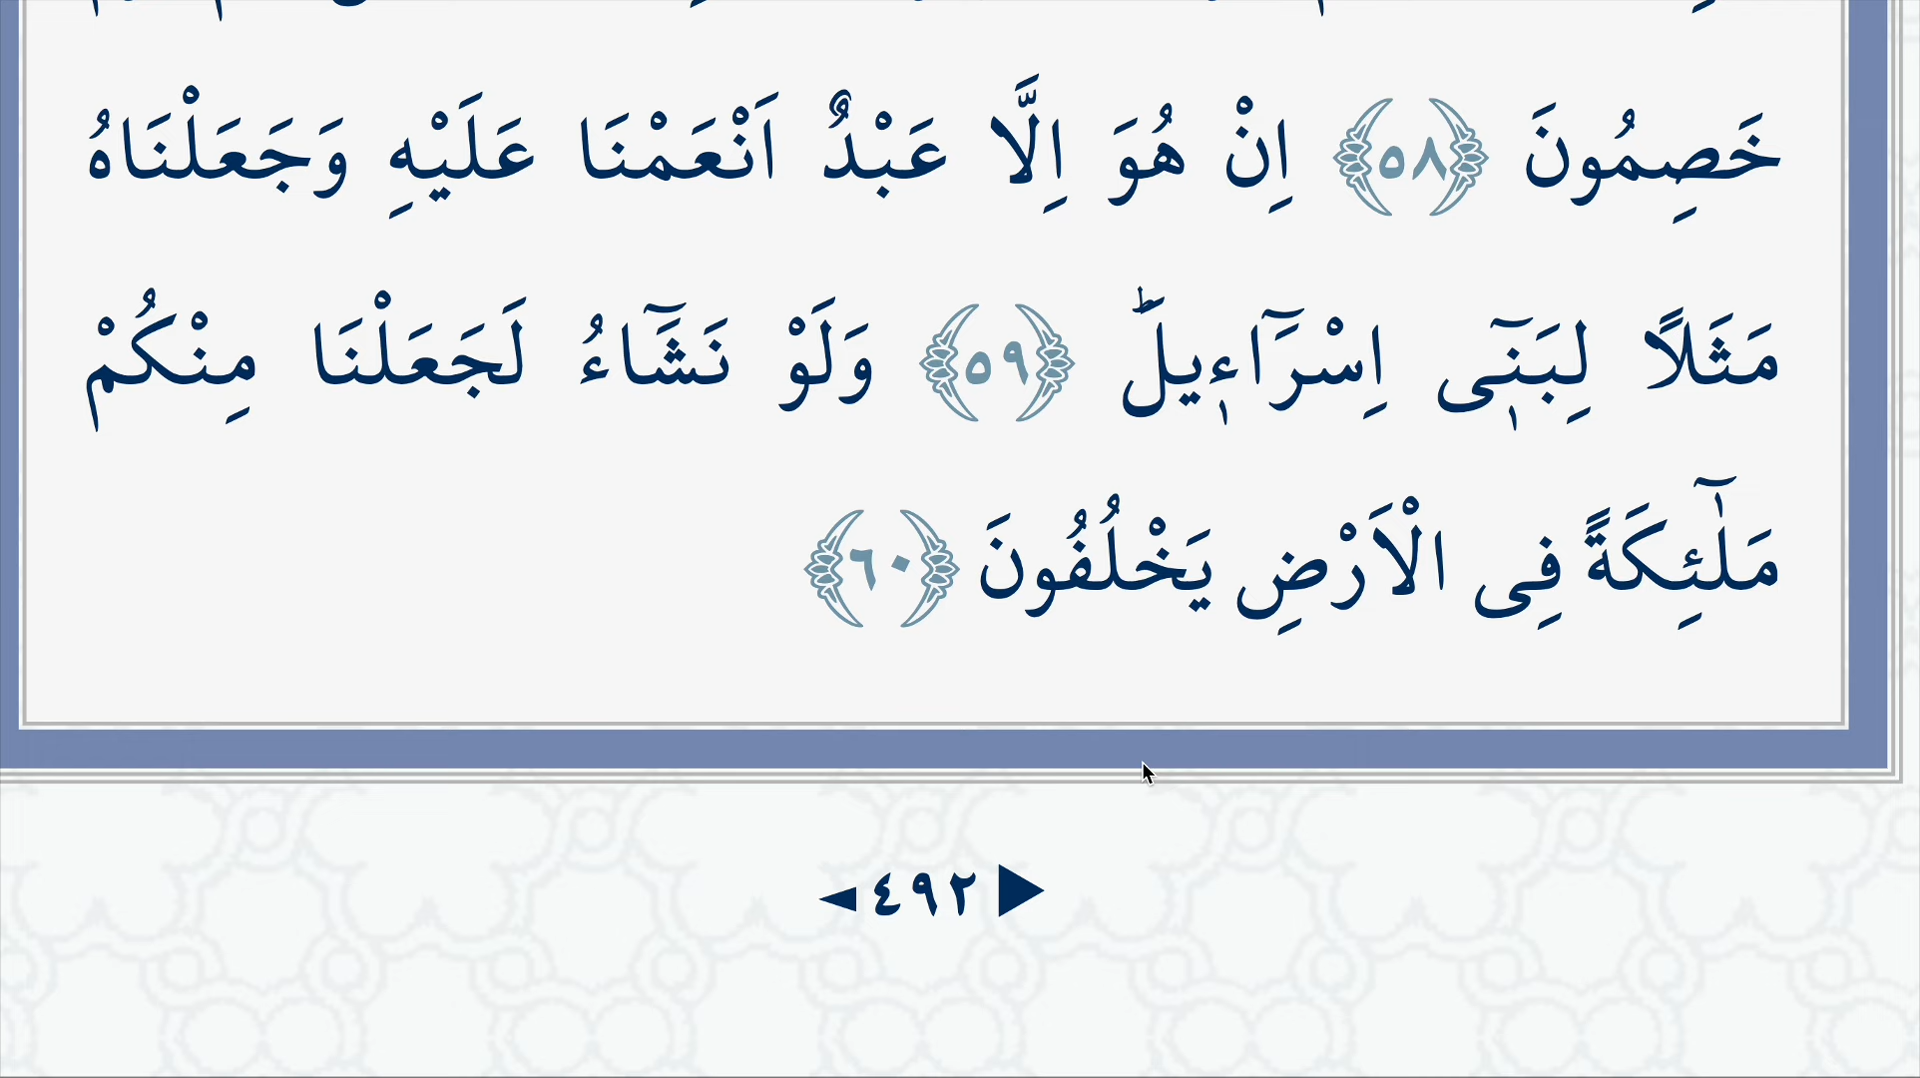 خَصِمُونَ ﴿٥٨﴾ اِنْ هُوَ اِلَّا عَبْدٌ اَنْعَمْنَا عَلَيْهِ وَجَعَلْنَاهُ
مَثَلًا لِبَنٖٓى اِسْرَٓاءٖيلَؕ ﴿٥٩﴾ وَلَوْ نَشَٓاءُ لَجَعَلْنَا مِنْكُمْ
مَلٰٓئِكَةً فِى الْاَرْضِ يَخْلُفُونَ ﴿٦٠﴾
٤٩٢